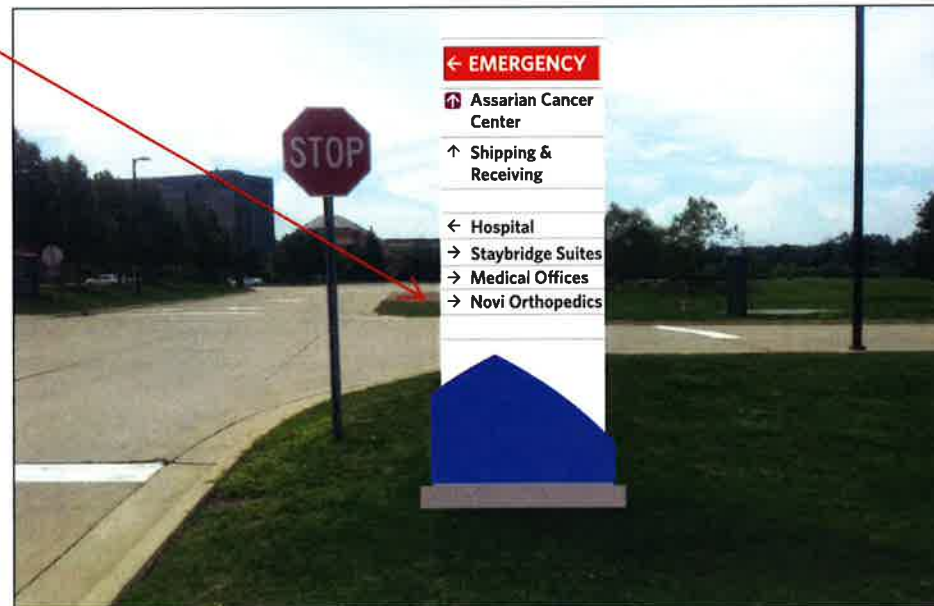 ← EMERGENCY
↑ Assarian Cancer
Center
↑ Shipping &
Receiving
← Hospital
→ Staybridge Suites
→ Medical Offices
→ Novi Orthopedics
STOP